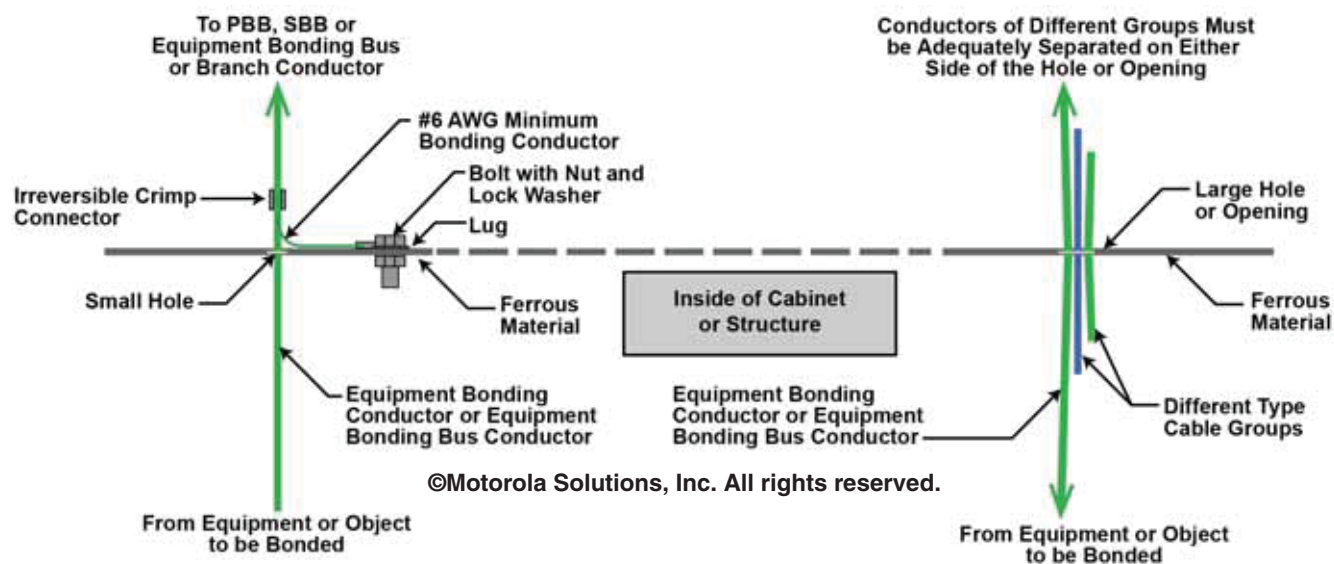 To PBB, SBB or
Equipment Bonding Bus
or Branch Conductor
Conductors of Different Groups Must
be Adequately Separated on Either
Side of the Hole or Opening
#6 AWG Minimum
Bonding Conductor
Bolt with Nut and
Lock Washer
Irreversible Crimp
Connector
Lug
Large Hole
or Opening
Small Hole
Ferrous
Material
Inside of Cabinet
or Structure
Ferrous
Material
Equipment Bonding
Conductor or Equipment
Bonding Bus Conductor
Equipment Bonding
Conductor or Equipment
Bonding Bus Conductor
Different Type
Cable Groups
©Motorola Solutions, Inc. All rights reserved.
From Equipment or Object
to be Bonded
From Equipment or Object
to be Bonded